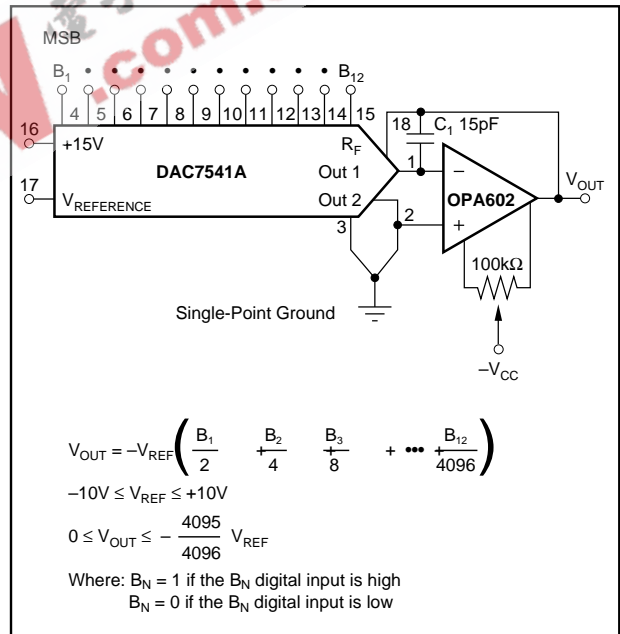 .com.
MSB
B1 • • • • • • • • • • B12
4 5 6 7 8 9 10 11 12 13 14 15
16
+15V
RF
18
C1 15pF
DAC7541A
Out 1
1
−
OPA602
VOUT
17
VREFERENCE
Out 2
2
+
3
100kΩ
Single-Point Ground
−VCC
VOUT = −VREF ( B1/2 + B2/4 + B3/8 + ••• + B12/4096 )
−10V ≤ VREF ≤ +10V
0 ≤ VOUT ≤ − 4095/4096 VREF
Where: BN = 1 if the BN digital input is high
BN = 0 if the BN digital input is low